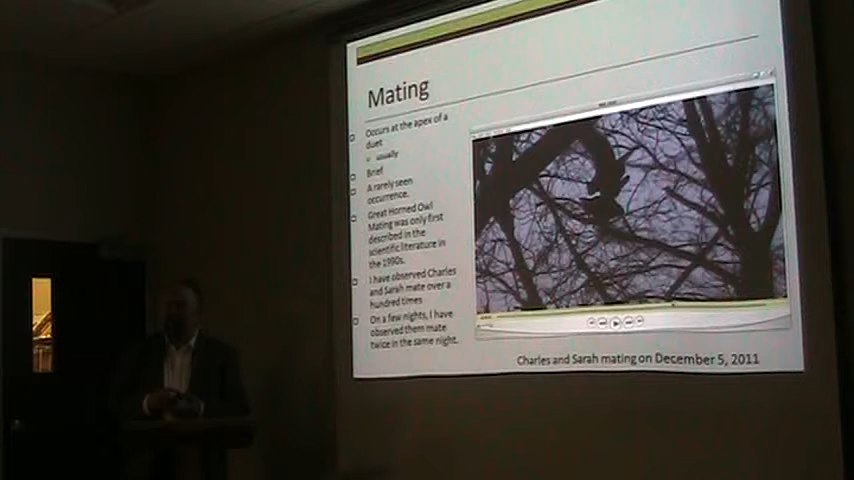 Mating
Occurs at the apex of a
duet
usually
Brief
A rarely seen
occurrence.
Great Horned Owl
Mating was only first
described in the
scientific literature in
the 1990s.
I have observed Charles
and Sarah mate over a
hundred times
On a few nights, I have
observed them mate
twice in the same night.
Charles and Sarah mating on December 5, 2011